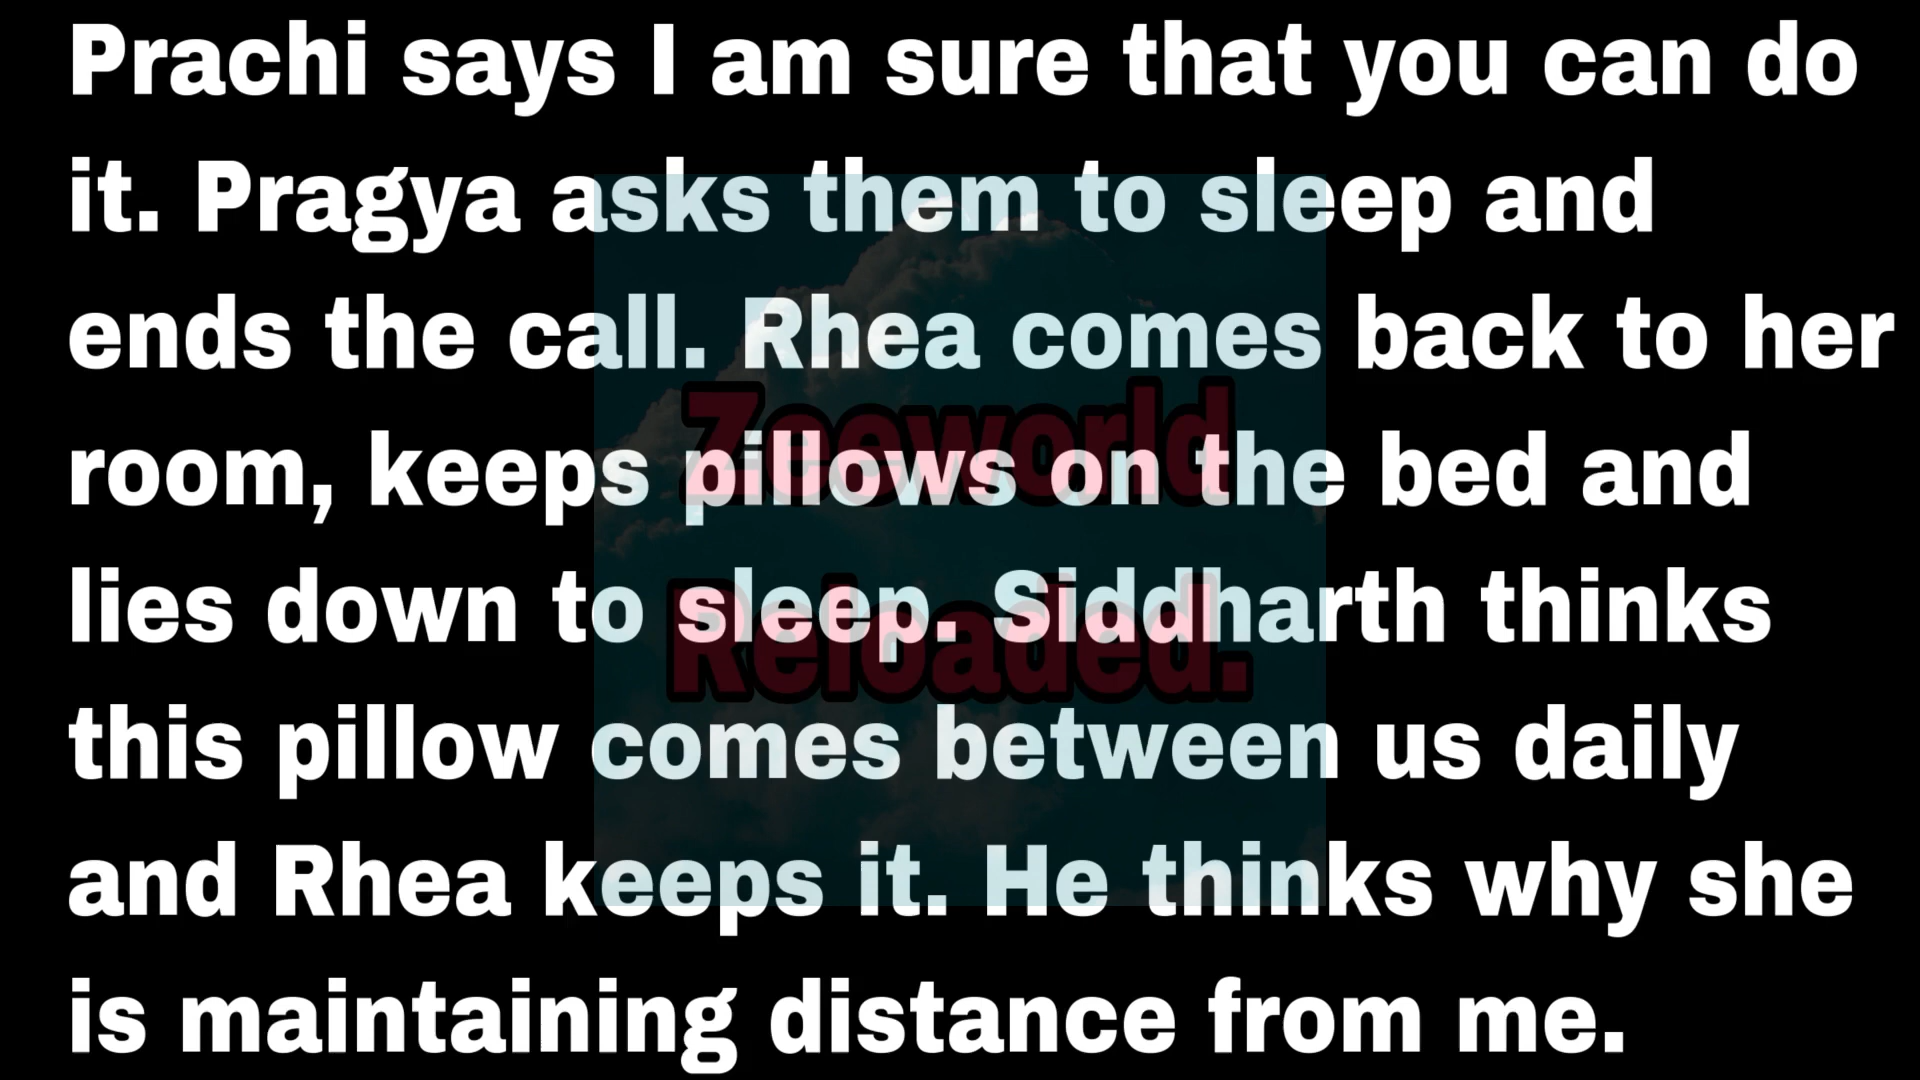 Prachi says I am sure that you can do
it. Pragya asks them to sleep and
ends the call. Rhea comes back to her
room, keeps pillows on the bed and
lies down to sleep. Siddharth thinks
this pillow comes between us daily
and Rhea keeps it. He thinks why she
is maintaining distance from me.
Zeeworld
Reloaded.